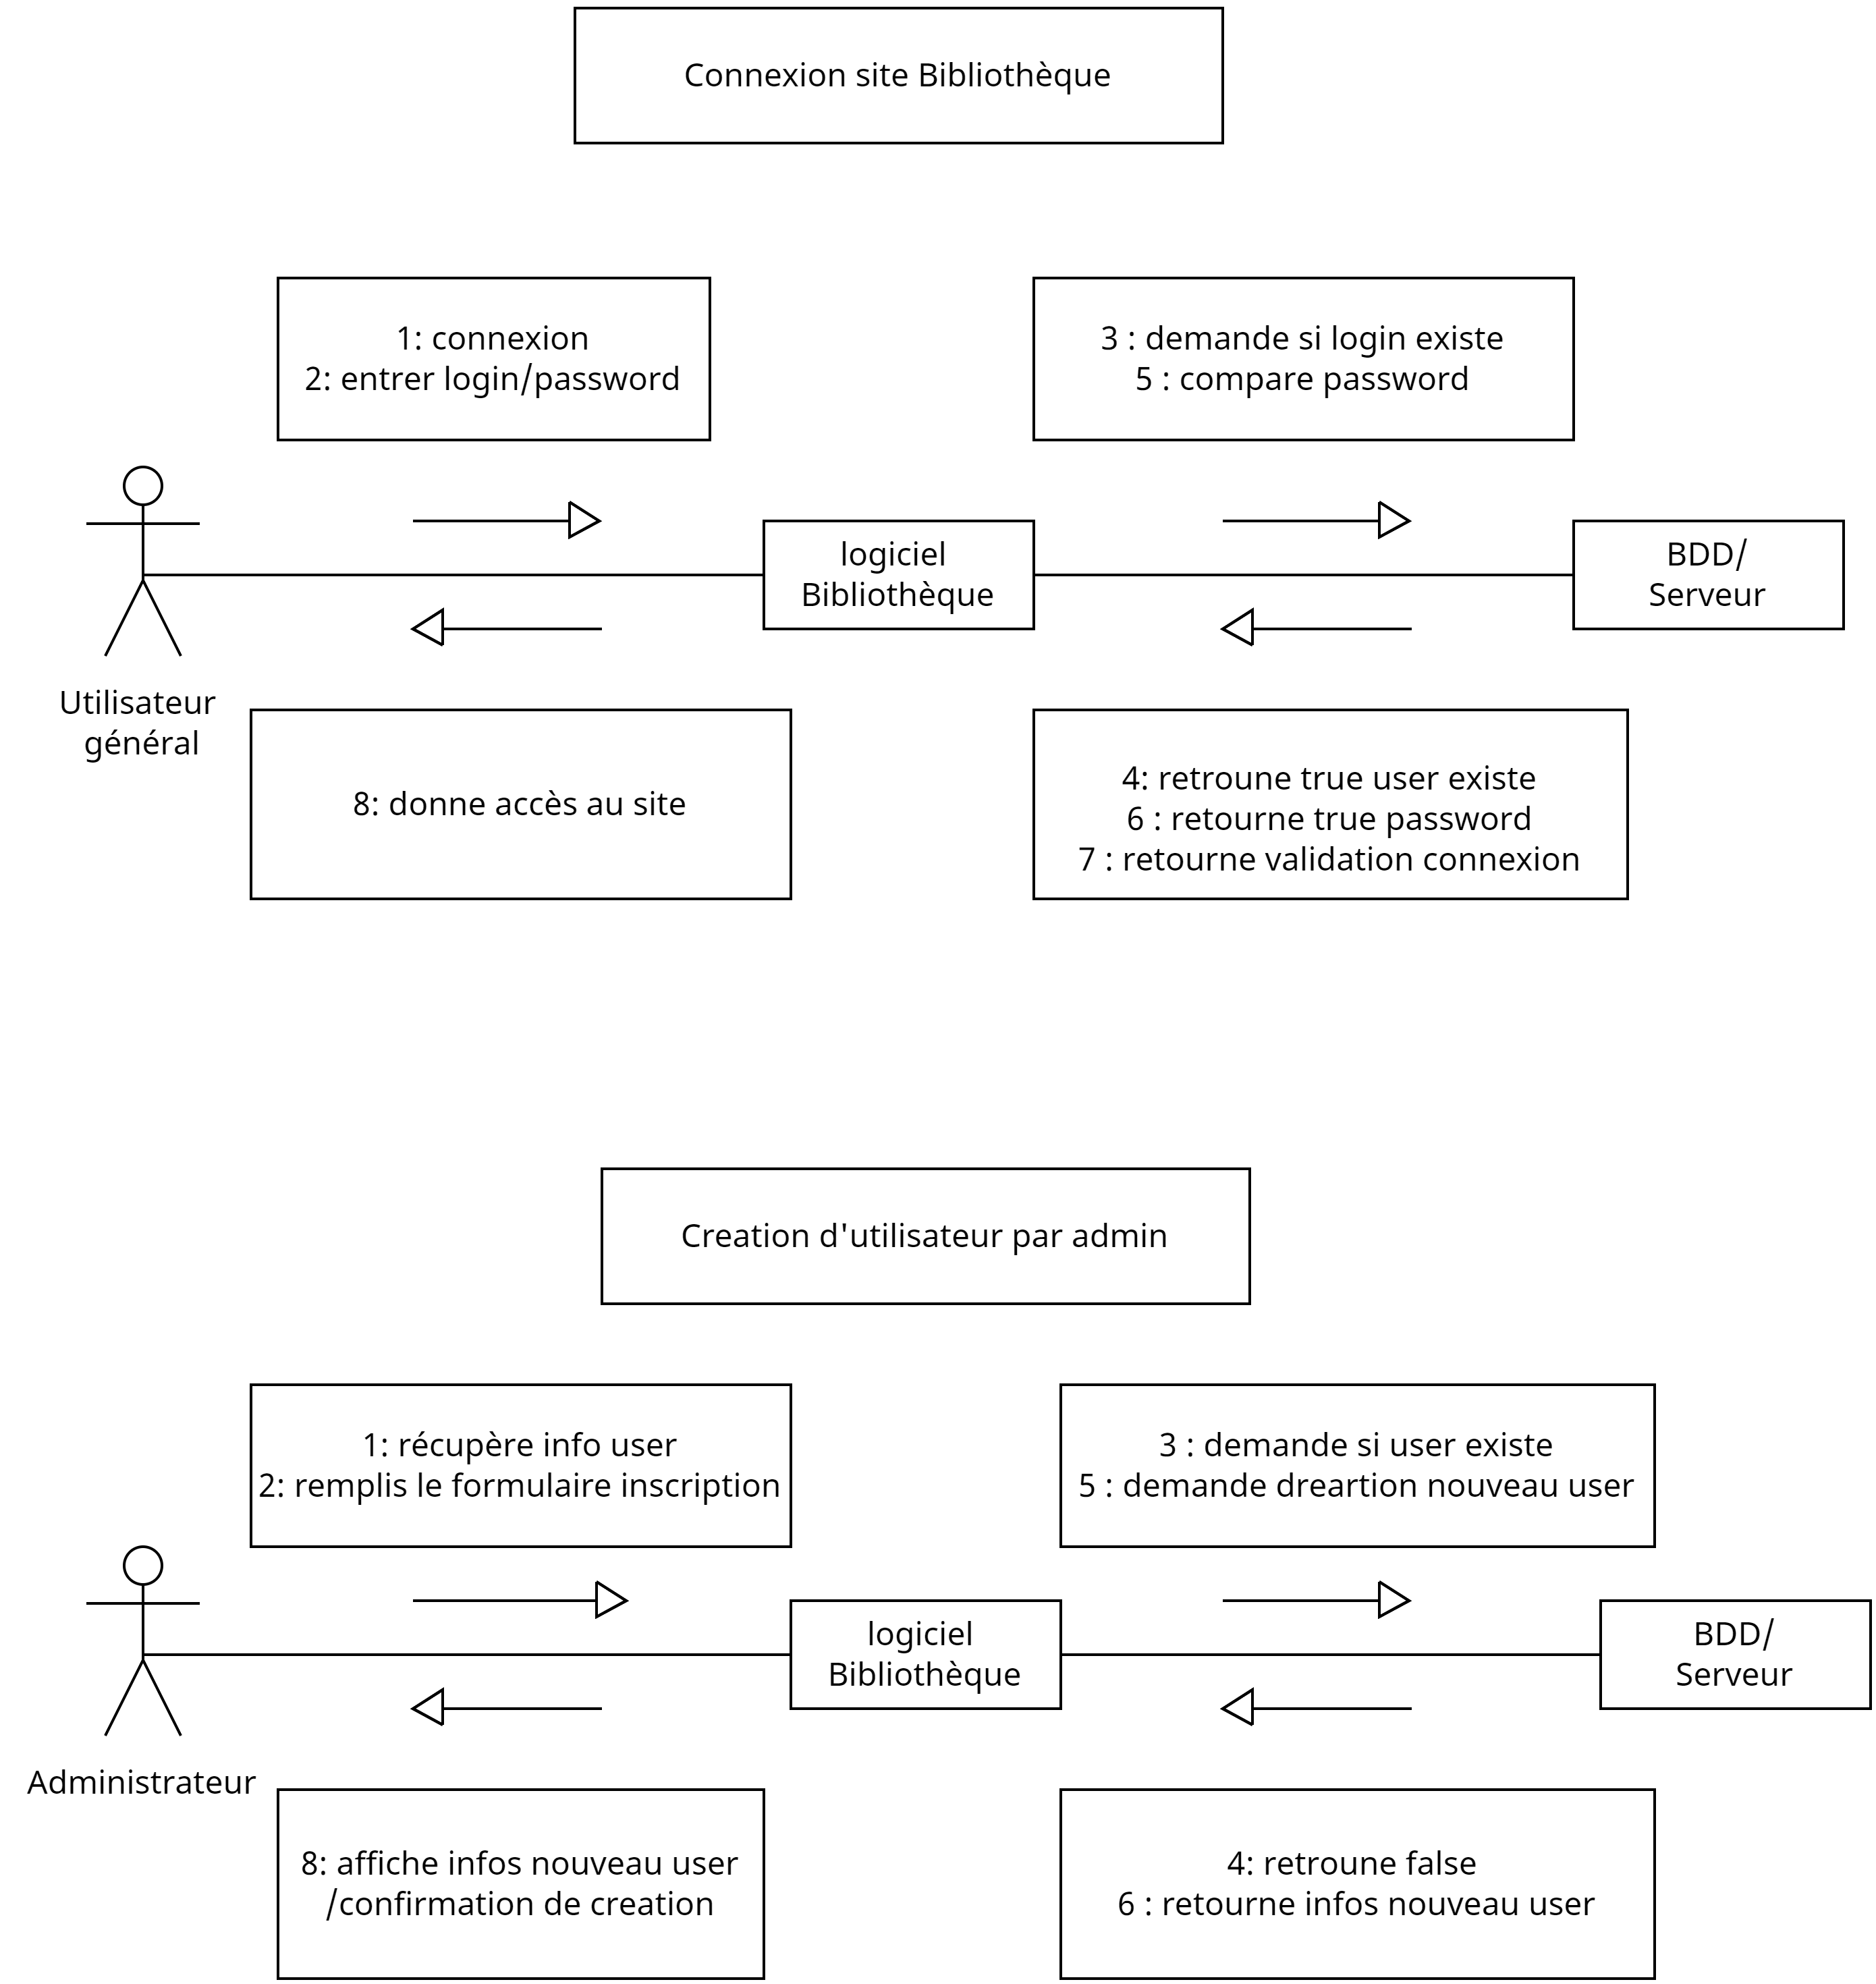 Connexion site Bibliothèque
1: connexion
2: entrer login/password
3 : demande si login existe
5 : compare password
logiciel
Bibliothèque
BDD/
Serveur
Utilisateur
général
8: donne accès au site
4: retroune true user existe
6 : retourne true password
7 : retourne validation connexion
Creation d'utilisateur par admin
1: récupère info user
2: remplis le formulaire inscription
3 : demande si user existe
5 : demande dreartion nouveau user
logiciel
Bibliothèque
BDD/
Serveur
Administrateur
8: affiche infos nouveau user
/confirmation de creation
4: retroune false
6 : retourne infos nouveau user